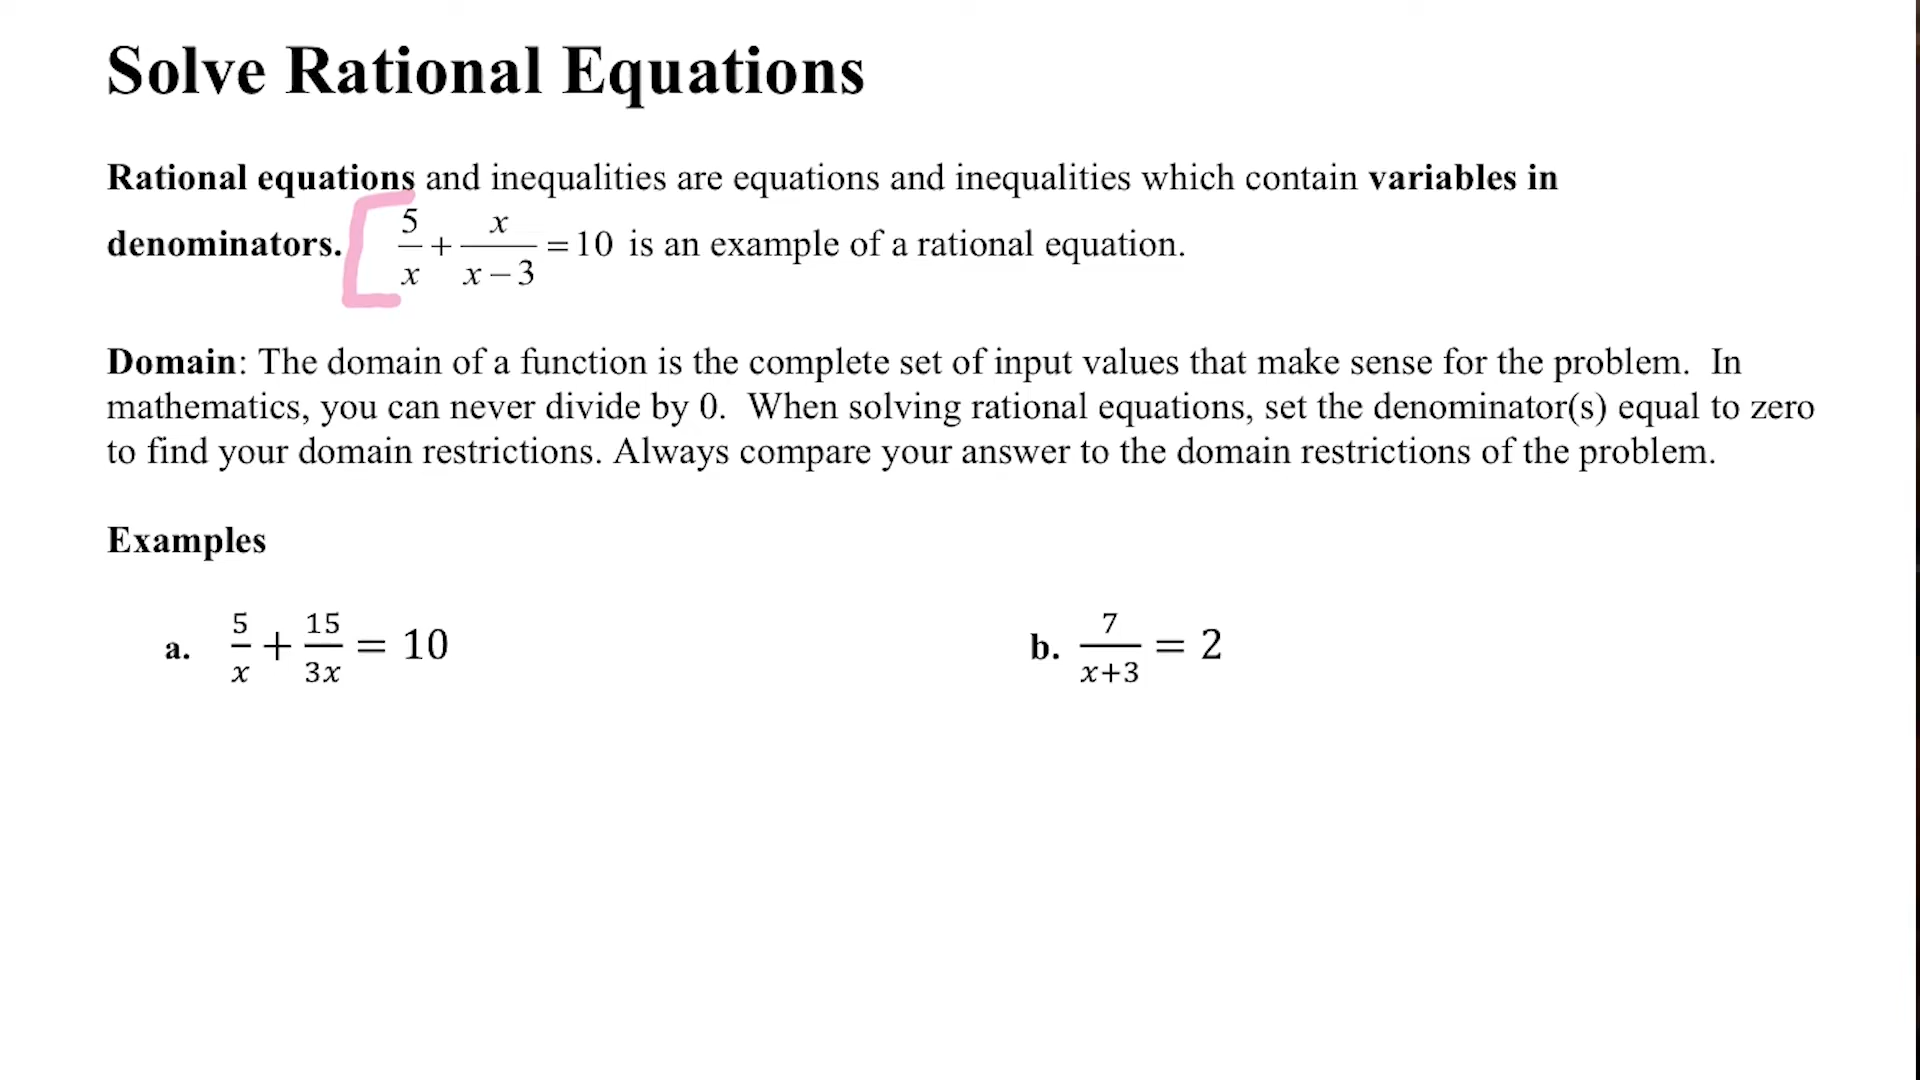 Solve Rational Equations
Rational equations and inequalities are equations and inequalities which contain variables in
denominators. 5/x + x/(x − 3) = 10 is an example of a rational equation.
Domain: The domain of a function is the complete set of input values that make sense for the problem. In
mathematics, you can never divide by 0. When solving rational equations, set the denominator(s) equal to zero
to find your domain restrictions. Always compare your answer to the domain restrictions of the problem.
Examples
a. 5/x + 15/3x = 10
b. 7/(x+3) = 2